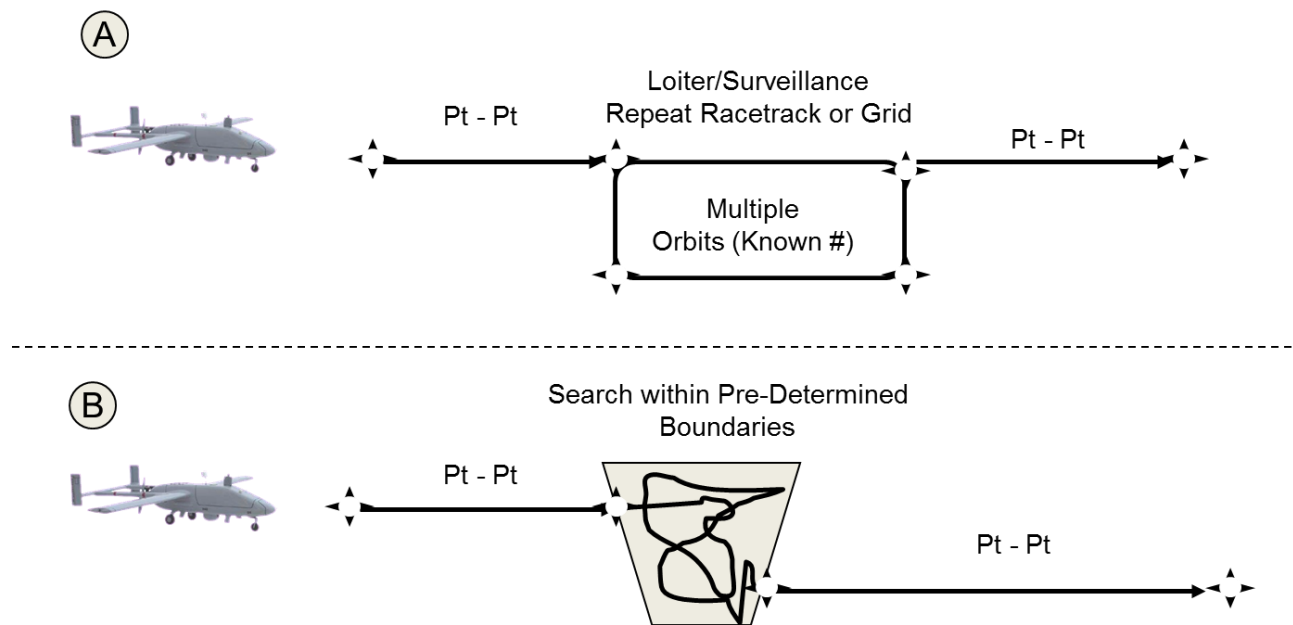 A
Loiter/Surveillance
Repeat Racetrack or Grid
Pt - Pt
Pt - Pt
Multiple
Orbits (Known #)
B
Search within Pre-Determined
Boundaries
Pt - Pt
Pt - Pt